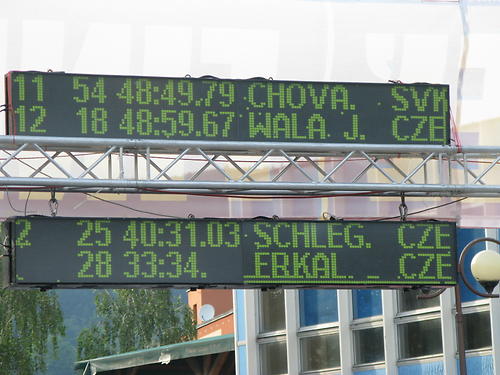 11 54 48:49.79 CHOVA. SVK
12 18 48:59.67 WALA J. CZE
2 25 40:31.03 SCHLEG. CZE
28 33:34. FRKAL. CZE